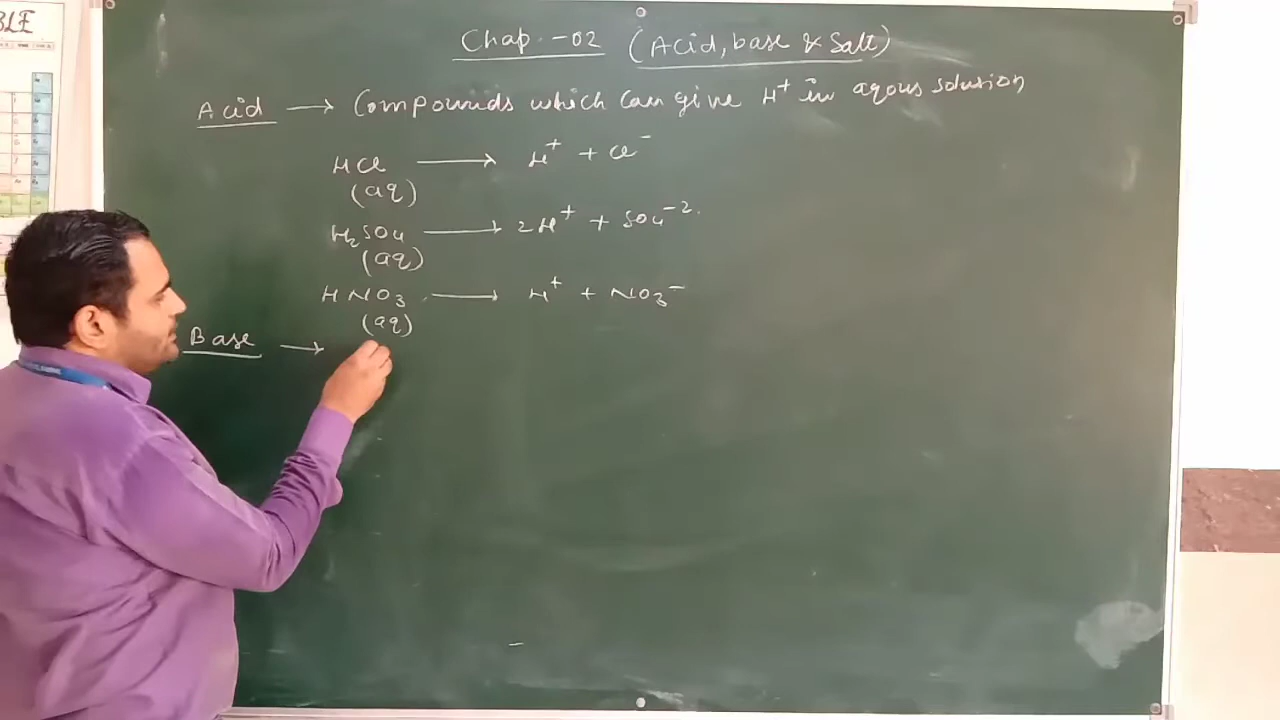 BLE
Chap. -02 (Acid, base & Salt)
Acid → Compounds which can give H⁺ in aqous solution
HCl → H⁺ + Cl⁻
(aq)
H₂SO₄ → 2H⁺ + SO₄⁻².
(aq)
HNO₃ → H⁺ + NO₃⁻
(aq)
Base →